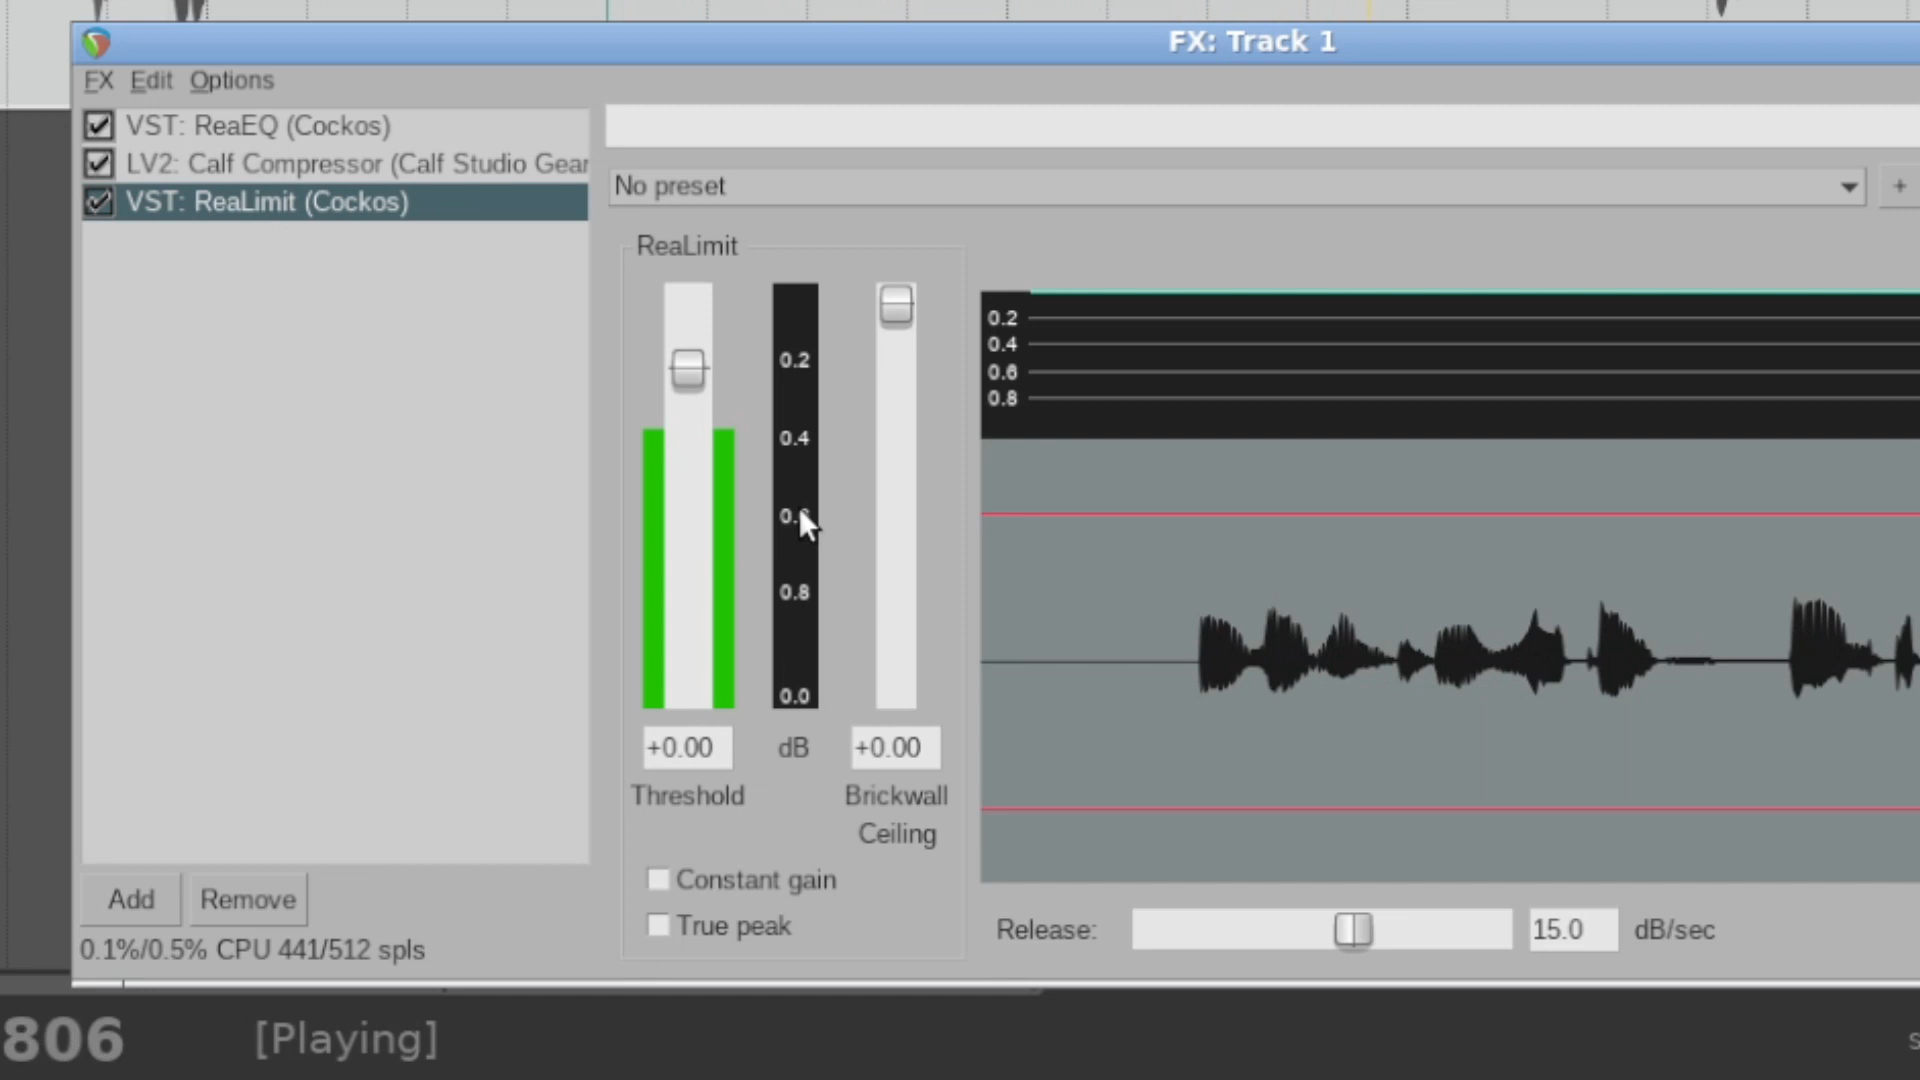 FX: Track 1
FX Edit Options
VST: ReaEQ (Cockos)
LV2: Calf Compressor (Calf Studio Gear
VST: ReaLimit (Cockos)
No preset
+
ReaLimit
0.2
0.4
0.8
0.0
+0.00
dB
+0.00
Threshold
Brickwall
Ceiling
Constant gain
True peak
0.2
0.4
0.6
0.8
Release:
15.0
dB/sec
Add
Remove
0.1%/0.5% CPU 441/512 spls
806
[Playing]